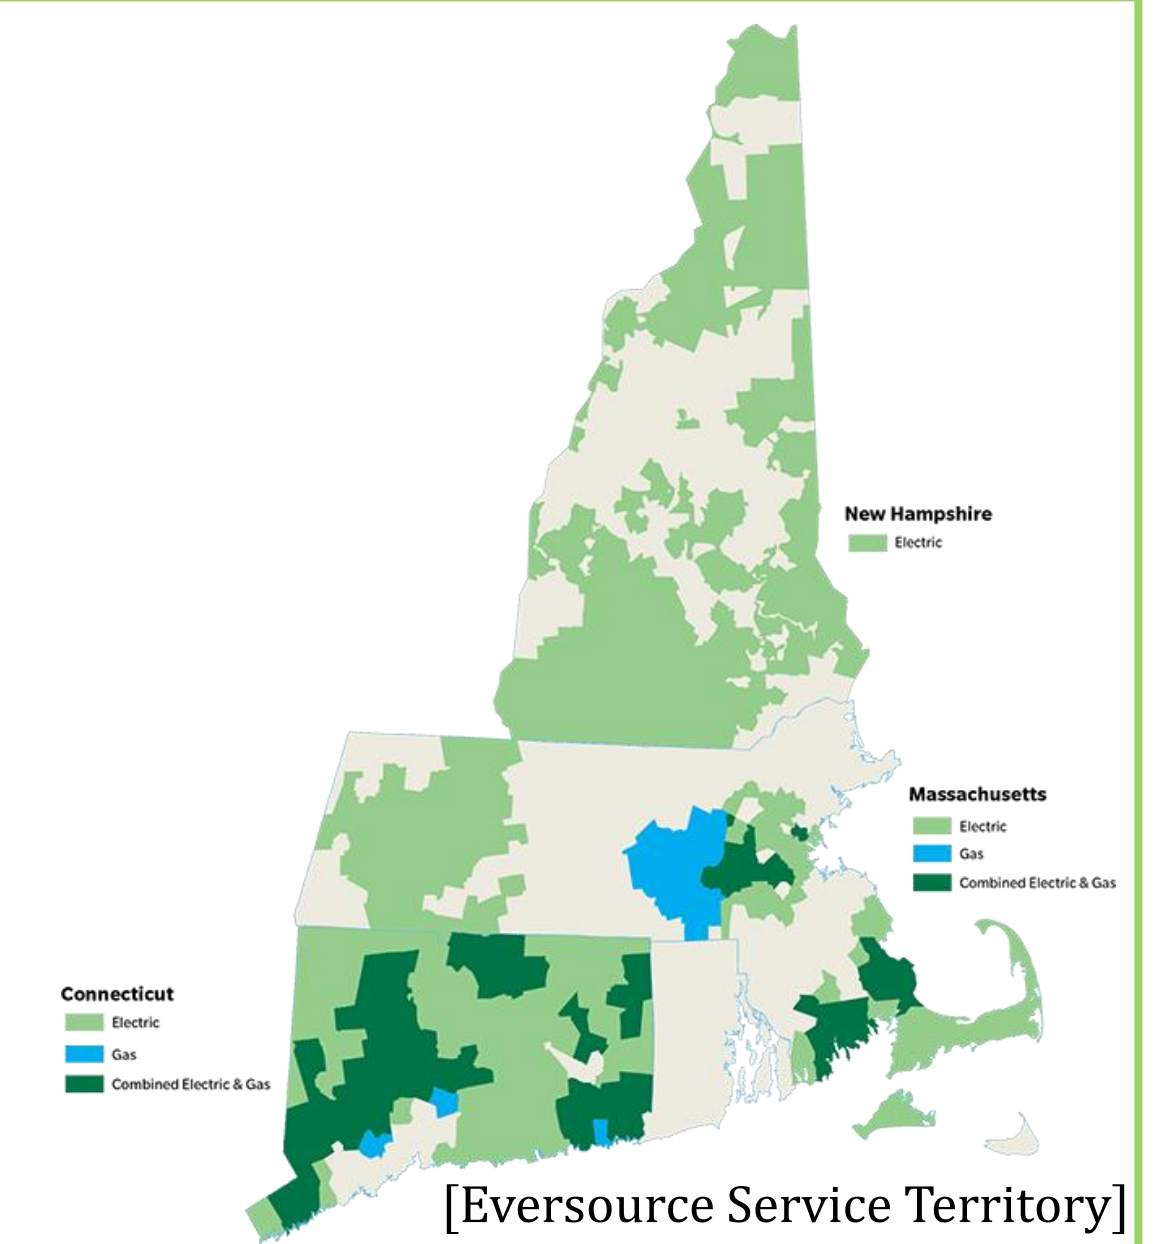 New Hampshire
Electric
Massachusetts
Electric
Gas
Combined Electric & Gas
Connecticut
Electric
Gas
Combined Electric & Gas
[Eversource Service Territory]